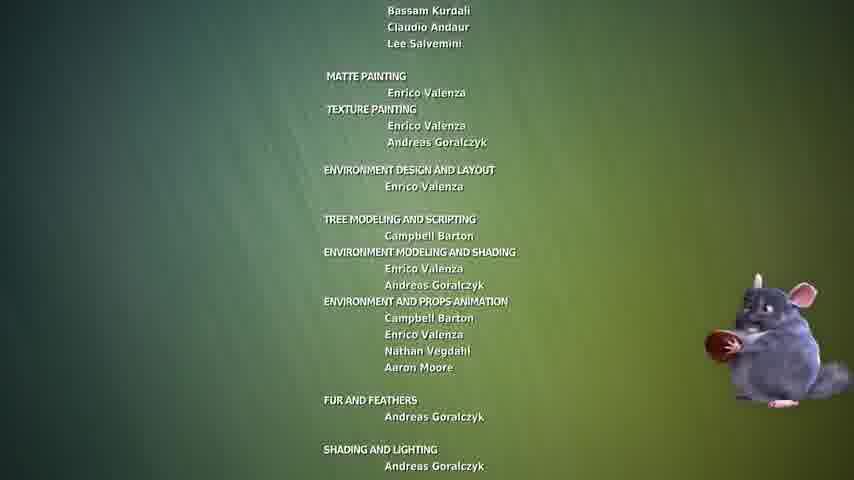 Bassam Kurdali
Claudio Andaur
Lee Salvemini
MATTE PAINTING
Enrico Valenza
TEXTURE PAINTING
Enrico Valenza
Andreas Goralczyk
ENVIRONMENT DESIGN AND LAYOUT
Enrico Valenza
TREE MODELING AND SCRIPTING
Campbell Barton
ENVIRONMENT MODELING AND SHADING
Enrico Valenza
Andreas Goralczyk
ENVIRONMENT AND PROPS ANIMATION
Campbell Barton
Enrico Valenza
Nathan Vegdahl
Aaron Moore
FUR AND FEATHERS
Andreas Goralczyk
SHADING AND LIGHTING
Andreas Goralczyk